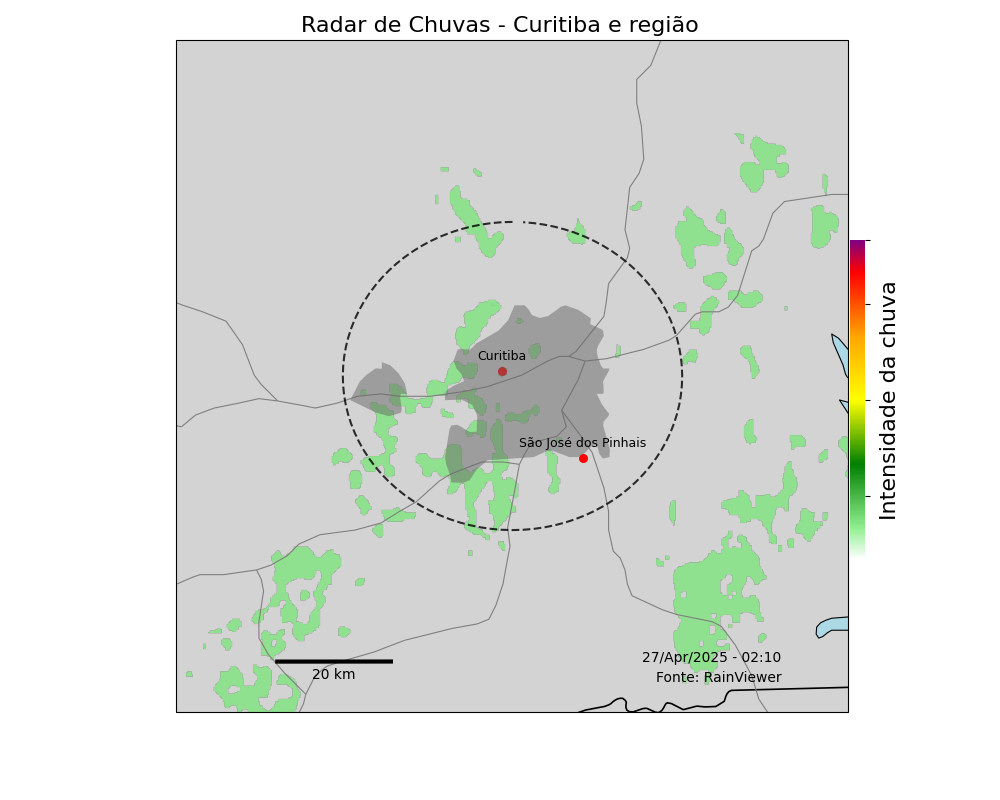 Radar de Chuvas - Curitiba e região
Curitiba
São José dos Pinhais
Intensidade da chuva
27/Apr/2025 - 02:10
Fonte: RainViewer
20 km